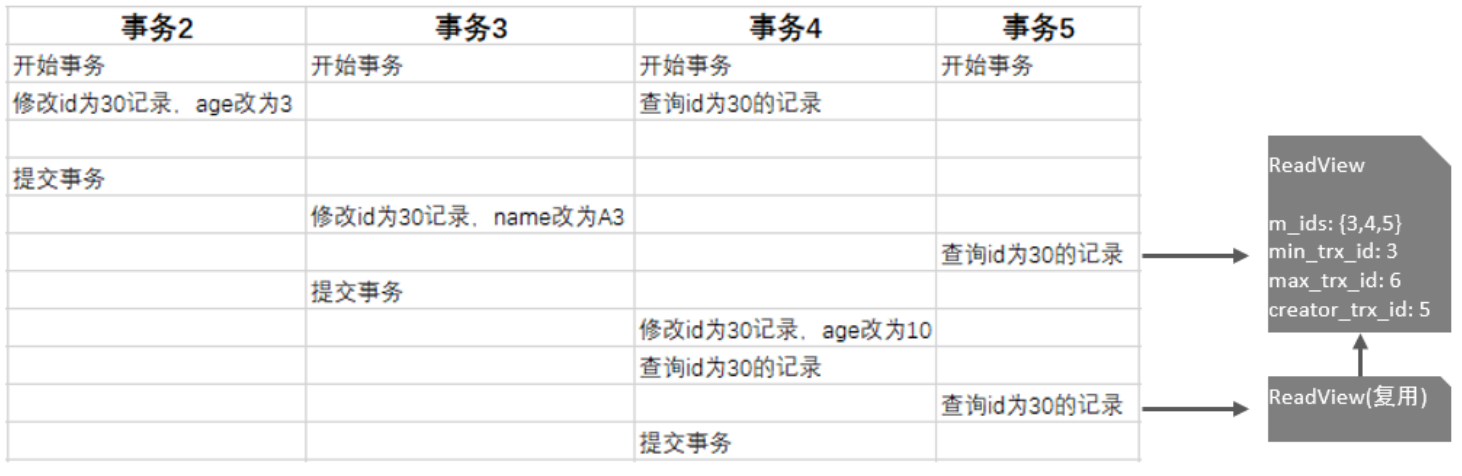 事务2 事务3 事务4 事务5
开始事务 开始事务 开始事务 开始事务
修改id为30记录，age改为3 查询id为30的记录
提交事务
修改id为30记录，name改为A3
查询id为30的记录
提交事务
修改id为30记录，age改为10
查询id为30的记录
查询id为30的记录
提交事务
ReadView
m_ids: {3,4,5}
min_trx_id: 3
max_trx_id: 6
creator_trx_id: 5
ReadView(复用)